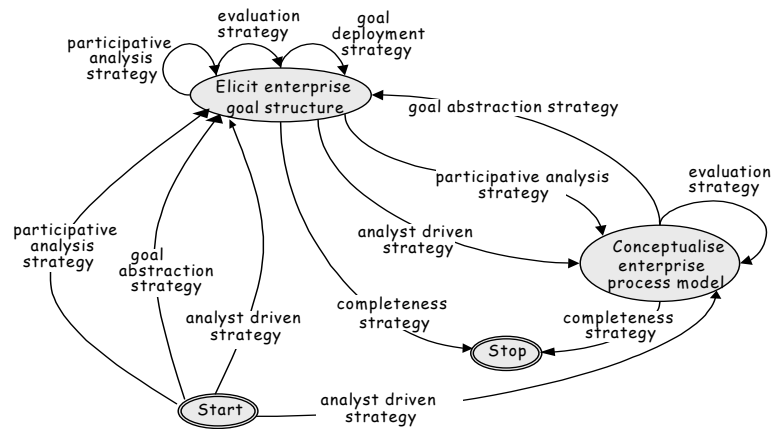 evaluation
strategy
goal
deployment
strategy
participative
analysis
strategy
Elicit enterprise
goal structure
goal abstraction strategy
participative analysis
strategy
evaluation
strategy
participative
analysis
strategy
goal
abstraction
strategy
analyst driven
strategy
Conceptualise
enterprise
process model
analyst driven
strategy
completeness
strategy
completeness
strategy
Stop
Start
analyst driven
strategy